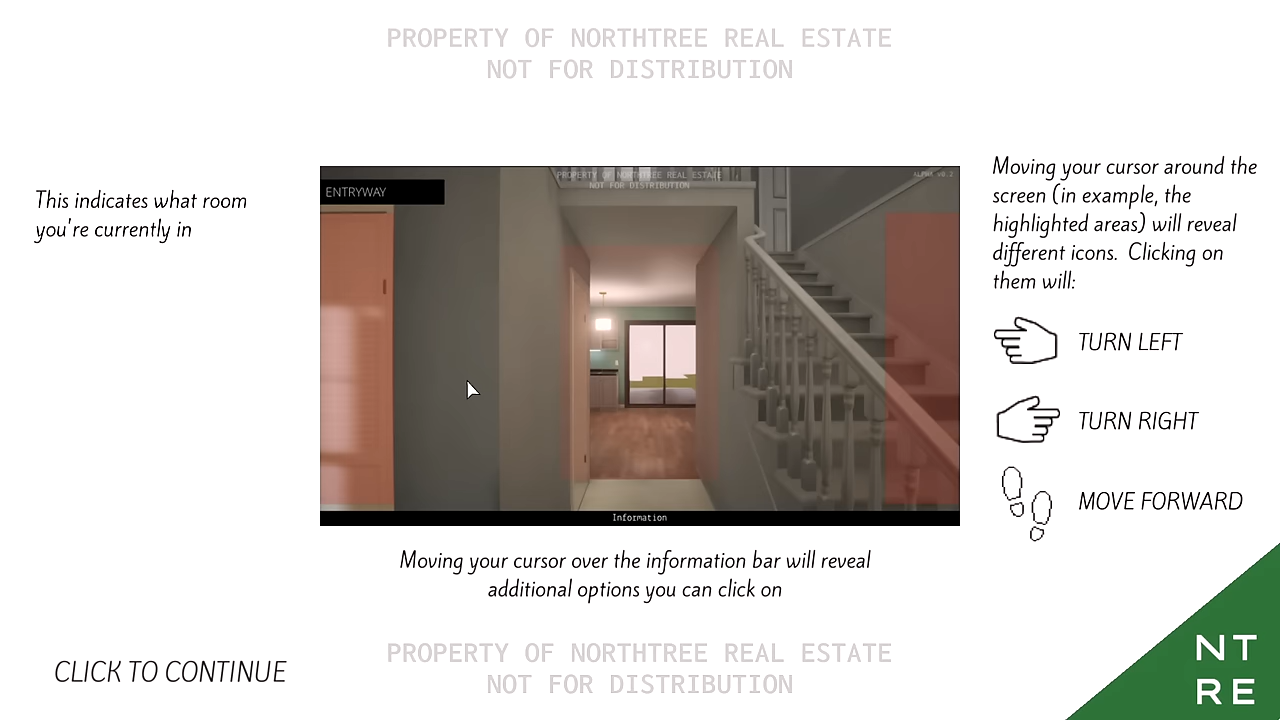 PROPERTY OF NORTHTREE REAL ESTATE
NOT FOR DISTRIBUTION
This indicates what room
you're currently in
ENTRYWAY
PROPERTY OF NORTHTREE REAL ESTATE
NOT FOR DISTRIBUTION
ALPHA v0.2
Information
Moving your cursor around the
screen (in example, the
highlighted areas) will reveal
different icons.  Clicking on
them will:
TURN LEFT
TURN RIGHT
MOVE FORWARD
Moving your cursor over the information bar will reveal
additional options you can click on
CLICK TO CONTINUE
PROPERTY OF NORTHTREE REAL ESTATE
NOT FOR DISTRIBUTION
NT
RE